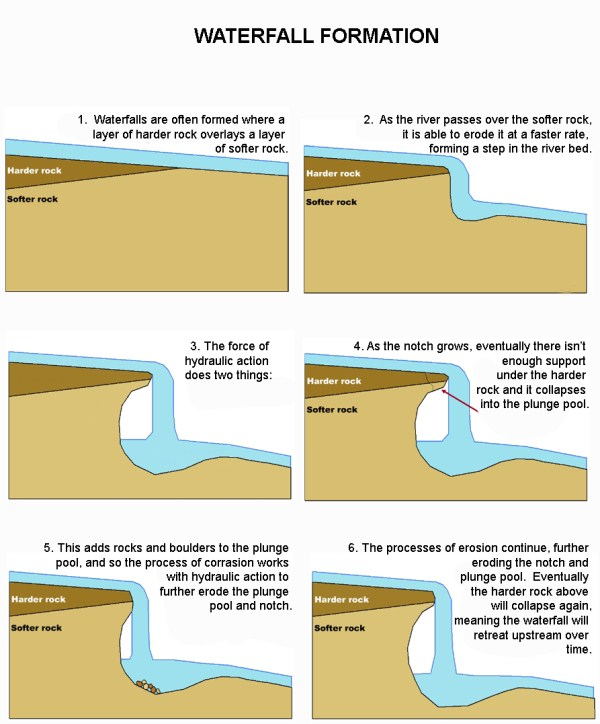 WATERFALL FORMATION
1. Waterfalls are often formed where a
layer of harder rock overlays a layer
of softer rock.
Harder rock
Softer rock
2. As the river passes over the softer rock,
it is able to erode it at a faster rate,
forming a step in the river bed.
Harder rock
Softer rock
3. The force of
hydraulic action
does two things:
4. As the notch grows, eventually there isn't
enough support
under the harder
rock and it collapses
into the plunge pool.
Harder rock
Softer rock
5. This adds rocks and boulders to the plunge
pool, and so the process of corrasion works
with hydraulic action to
further erode the plunge
pool and notch.
Harder rock
Softer rock
6. The processes of erosion continue, further
eroding the notch and
plunge pool. Eventually
the harder rock above
will collapse again,
meaning the waterfall will
retreat upstream over
time.
Harder rock
Softer rock